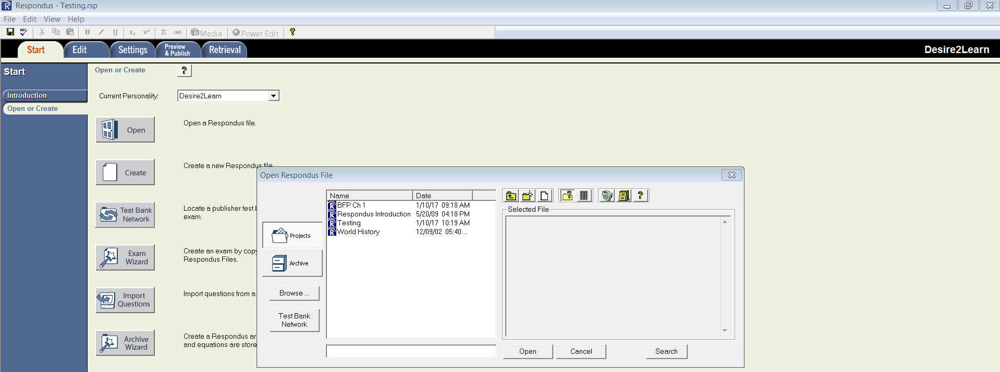 Respondus - Testing.rsp
File Edit View Help
ABC B I U X₂ X² Σ <H> Media Power Edit ?
Start Edit Settings Preview & Publish Retrieval Desire2Learn
Start
Introduction
Open or Create
Open or Create ?
Current Personality: Desire2Learn
Open Open a Respondus file.
Create Create a new Respondus file
Test Bank Network
Locate a publisher test b
exam.
Exam Wizard
Create an exam by copy
Respondus Files.
Import Questions
Import questions from a
Archive Wizard
Create a Respondus ar
and equations are store
Open Respondus File
Projects
Archive
Browse ...
Test Bank
Network
Name Date
BFP Ch 1 1/10/17 09:18 AM
Respondus Introduction 5/20/09 04:18 PM
Testing 1/10/17 10:19 AM
World History 12/09/02 05:40 ...
Selected File
Open Cancel Search